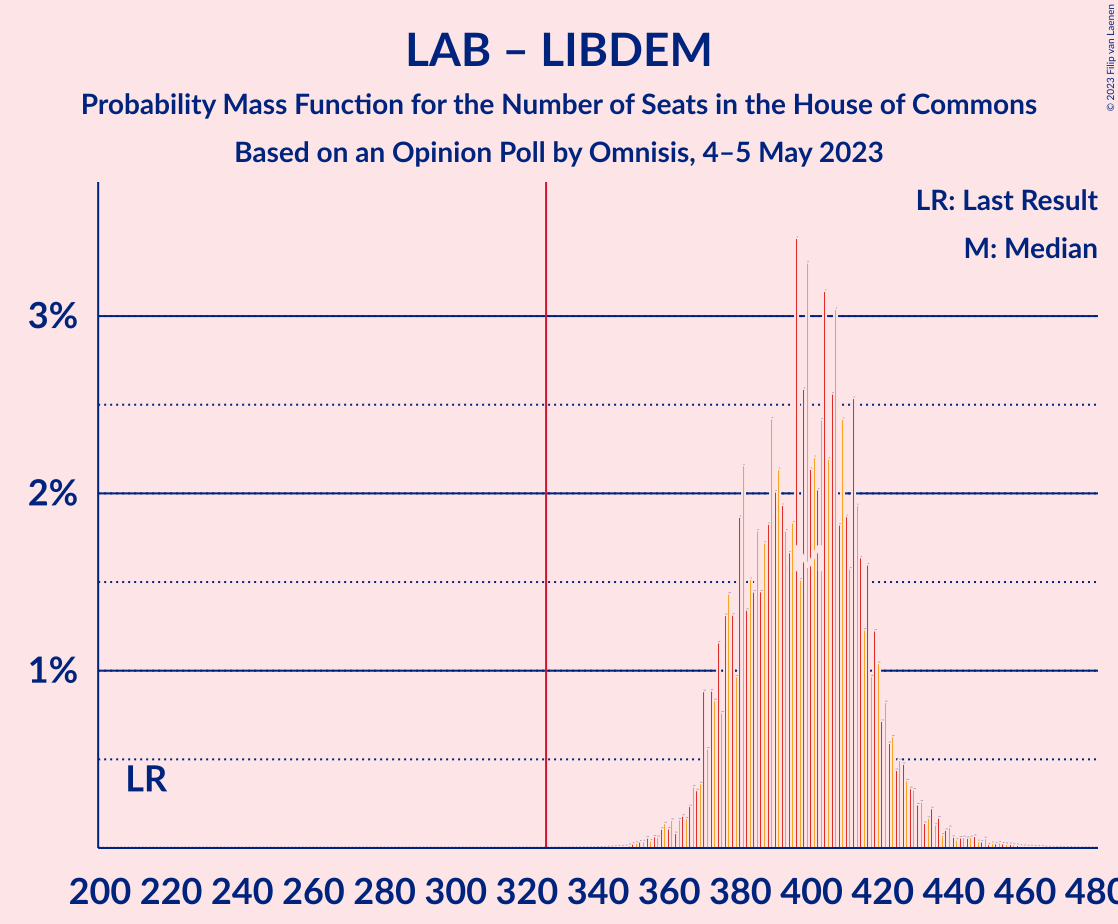 LAB – LIBDEM
Probability Mass Function for the Number of Seats in the House of Commons
Based on an Opinion Poll by Omnisis, 4–5 May 2023
© 2023 Filip van Laenen
LR: Last Result
M: Median
3%
2%
1%
LR
200 220 240 260 280 300 320 340 360 380 400 420 440 460 480